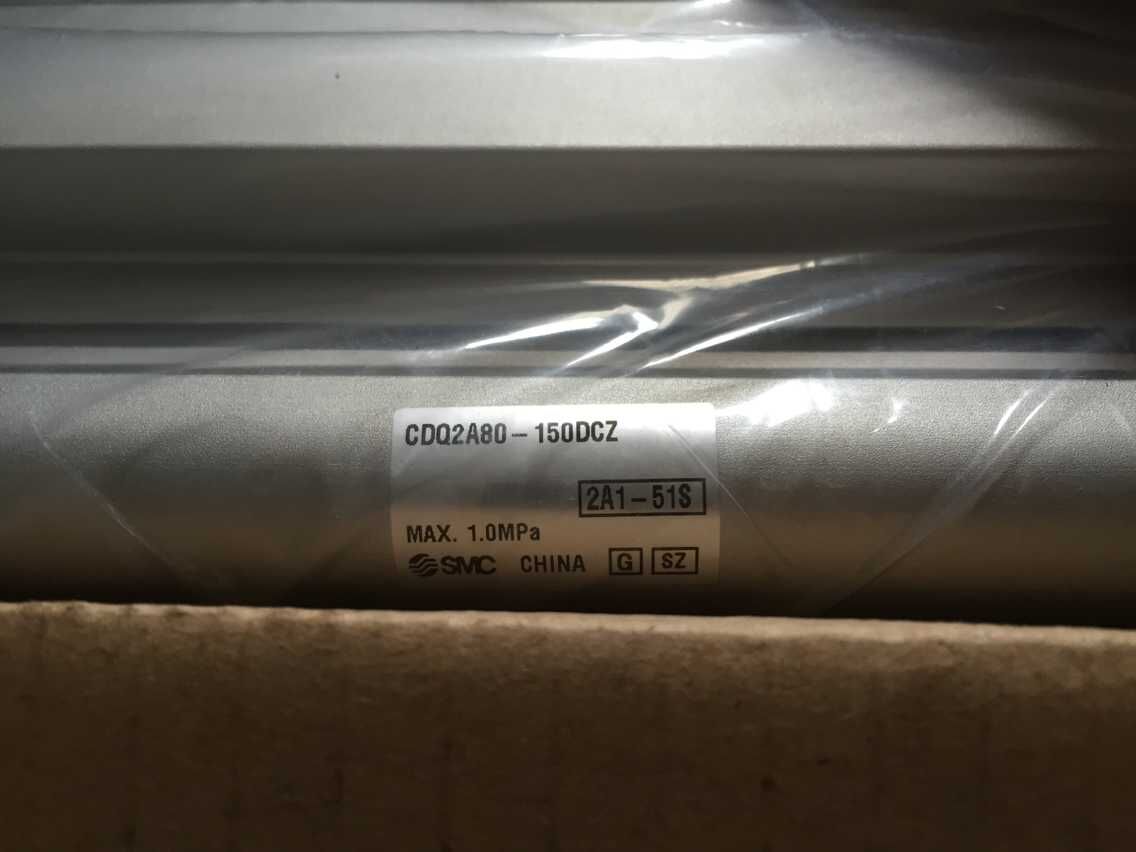 CDQ2A80-150DCZ
2A1-51S
MAX. 1.0MPa
SMC CHINA G SZ